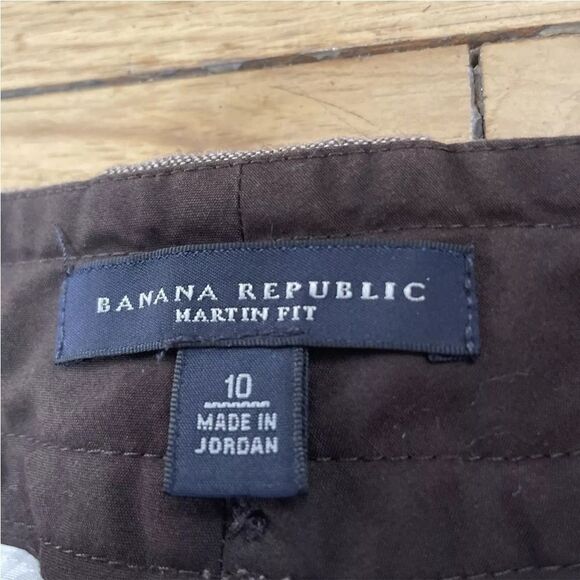 BANANA REPUBLIC
MARTIN FIT
10
MADE IN
JORDAN